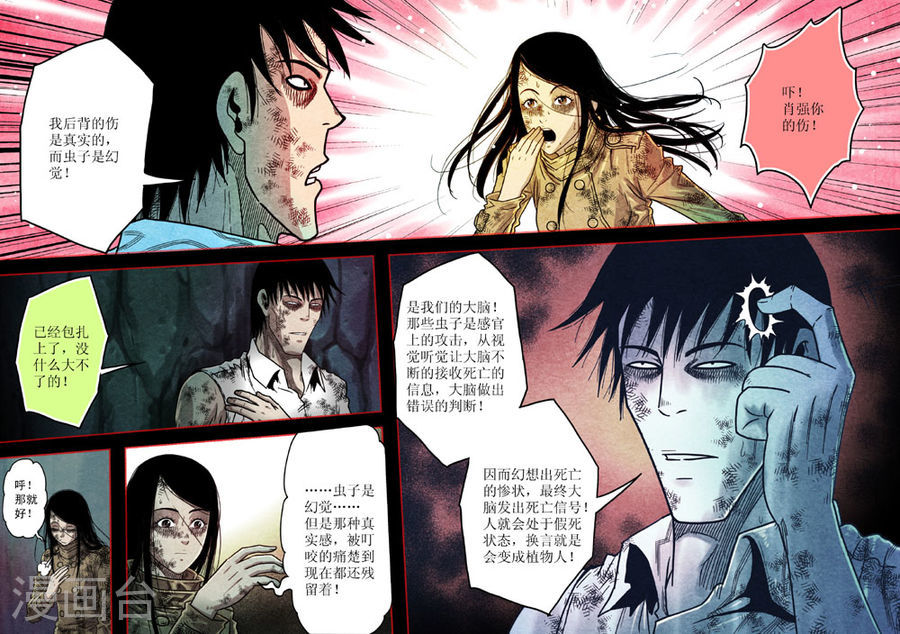 吓！
肖强你
的伤！
我后背的伤
是真实的，
而虫子是幻
觉！
已经包扎
上了，没
什么大不
了的！
呼！
那就
好！
……虫子是
幻觉……
但是那种真
实感，被叮
咬的痛楚到
现在都还残
留着！
是我们的大脑！
那些虫子是感官
上的攻击，从视
觉听觉让大脑
不断的接收死亡的
信息，大脑做出
错误的判断！
因而幻想出死亡
的惨状，最终大
脑发出死亡信号！
人就会处于假死
状态，换言就是
会变成植物人！
漫画台